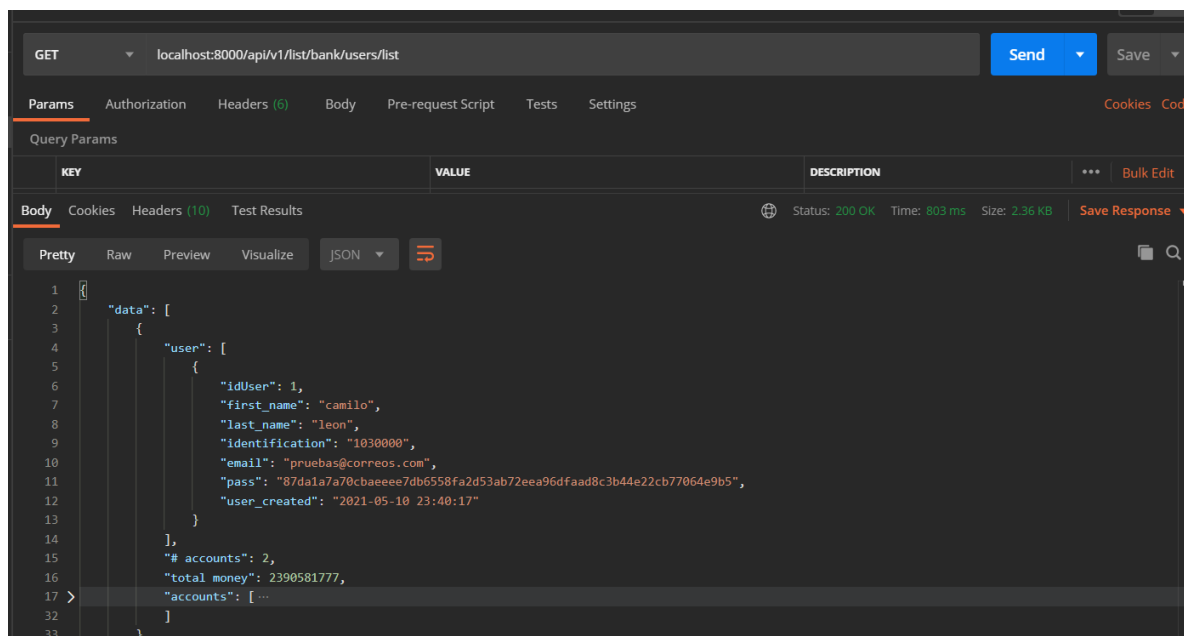 GET localhost:8000/api/v1/list/bank/users/list Send Save
Params Authorization Headers (6) Body Pre-request Script Tests Settings Cookies Cod
Query Params
KEY VALUE DESCRIPTION ••• Bulk Edit
Body Cookies Headers (10) Test Results Status: 200 OK Time: 803 ms Size: 2.36 KB Save Response
Pretty Raw Preview Visualize JSON
1 {
2 "data": [
3 {
4 "user": [
5 {
6 "idUser": 1,
7 "first_name": "camilo",
8 "last_name": "leon",
9 "identification": "1030000",
10 "email": "pruebas@correos.com",
11 "pass": "87da1a7a70cbaeeee7db6558fa2d53ab72eea96dfaad8c3b44e22cb77064e9b5",
12 "user_created": "2021-05-10 23:40:17"
13 }
14 ],
15 "# accounts": 2,
16 "total money": 2390581777,
17 "accounts": [ ...
32 ]
33 }